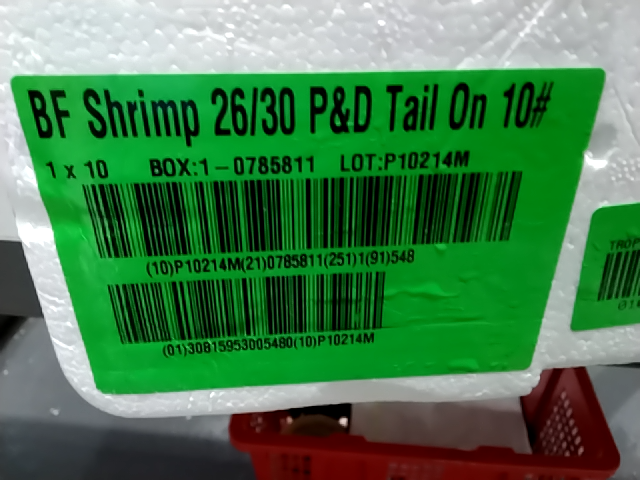 BF Shrimp 26/30 P&D Tail On 10#
1 x 10 BOX:1-0785811 LOT:P10214M
(10)P10214M(21)0785811(251)1(91)548
(01)30815953005480(10)P10214M
TROP